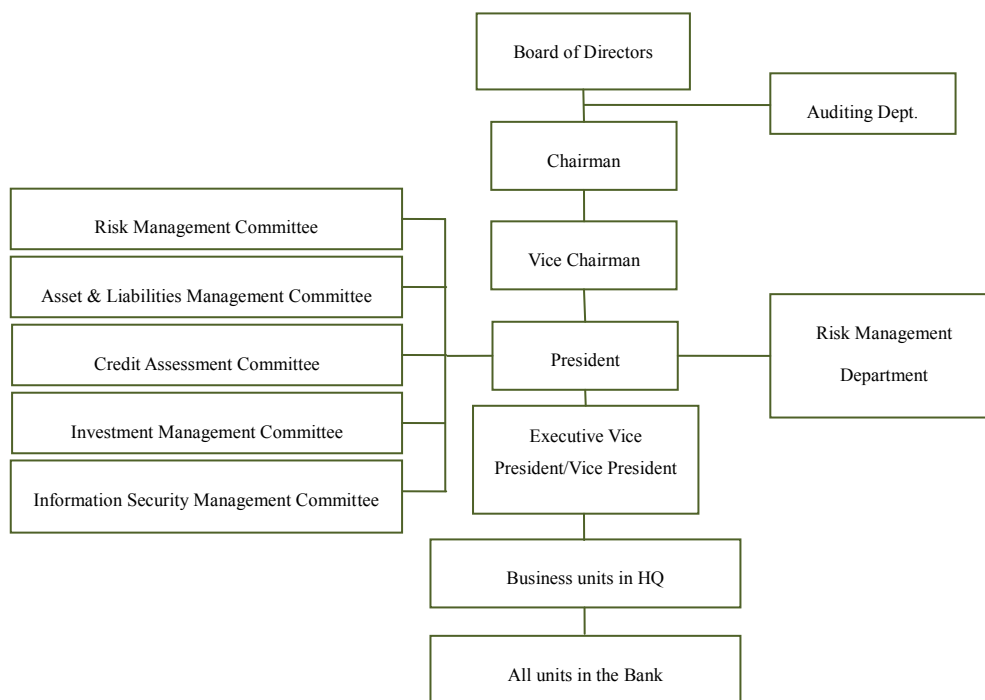 Board of Directors
Auditing Dept.
Chairman
Risk Management Committee
Vice Chairman
Asset & Liabilities Management Committee
Risk Management
Department
Credit Assessment Committee
President
Investment Management Committee
Executive Vice
President/Vice President
Information Security Management Committee
Business units in HQ
All units in the Bank